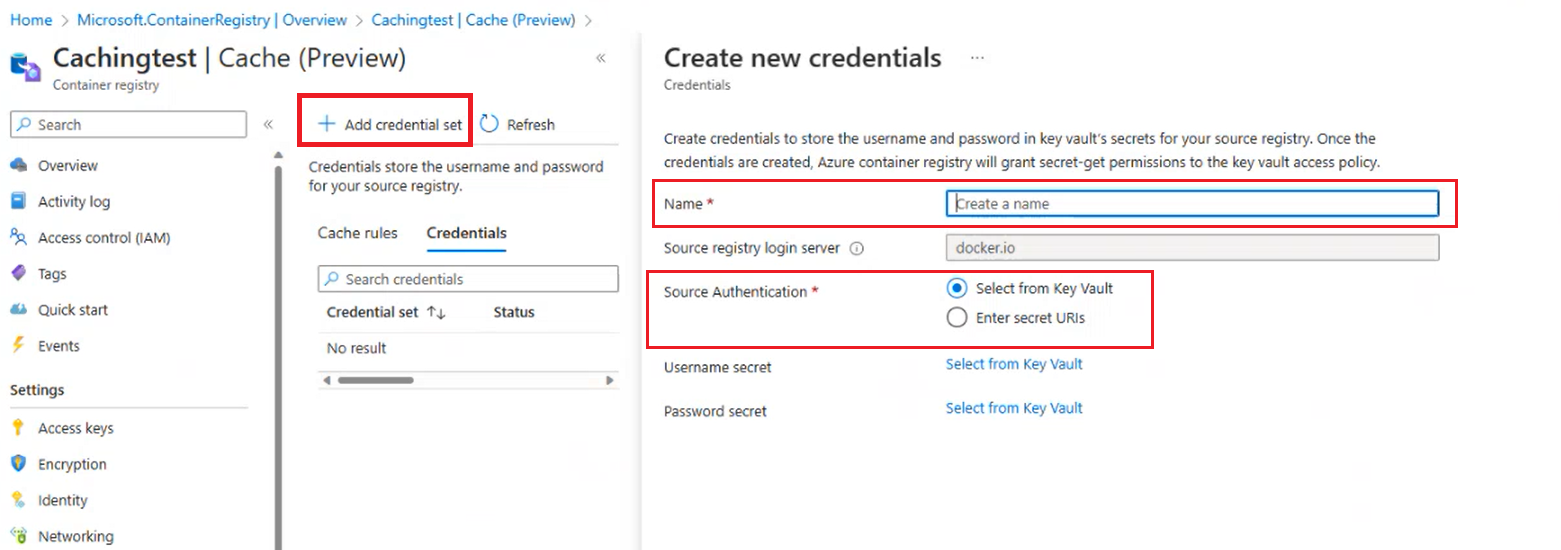 Home > Microsoft.ContainerRegistry | Overview > Cachingtest | Cache (Preview) >
Cachingtest | Cache (Preview)
Container registry
Search
Overview
Activity log
Access control (IAM)
Tags
Quick start
Events
Settings
Access keys
Encryption
Identity
Networking
Add credential set
Refresh
Credentials store the username and password
for your source registry.
Cache rules
Credentials
Search credentials
Credential set
Status
No result
Create new credentials
...
Credentials
Create credentials to store the username and password in key vault's secrets for your source registry. Once the
credentials are created, Azure container registry will grant secret-get permissions to the key vault access policy.
Name *
Create a name
Source registry login server
docker.io
Source Authentication *
Select from Key Vault
Enter secret URIs
Username secret
Select from Key Vault
Password secret
Select from Key Vault